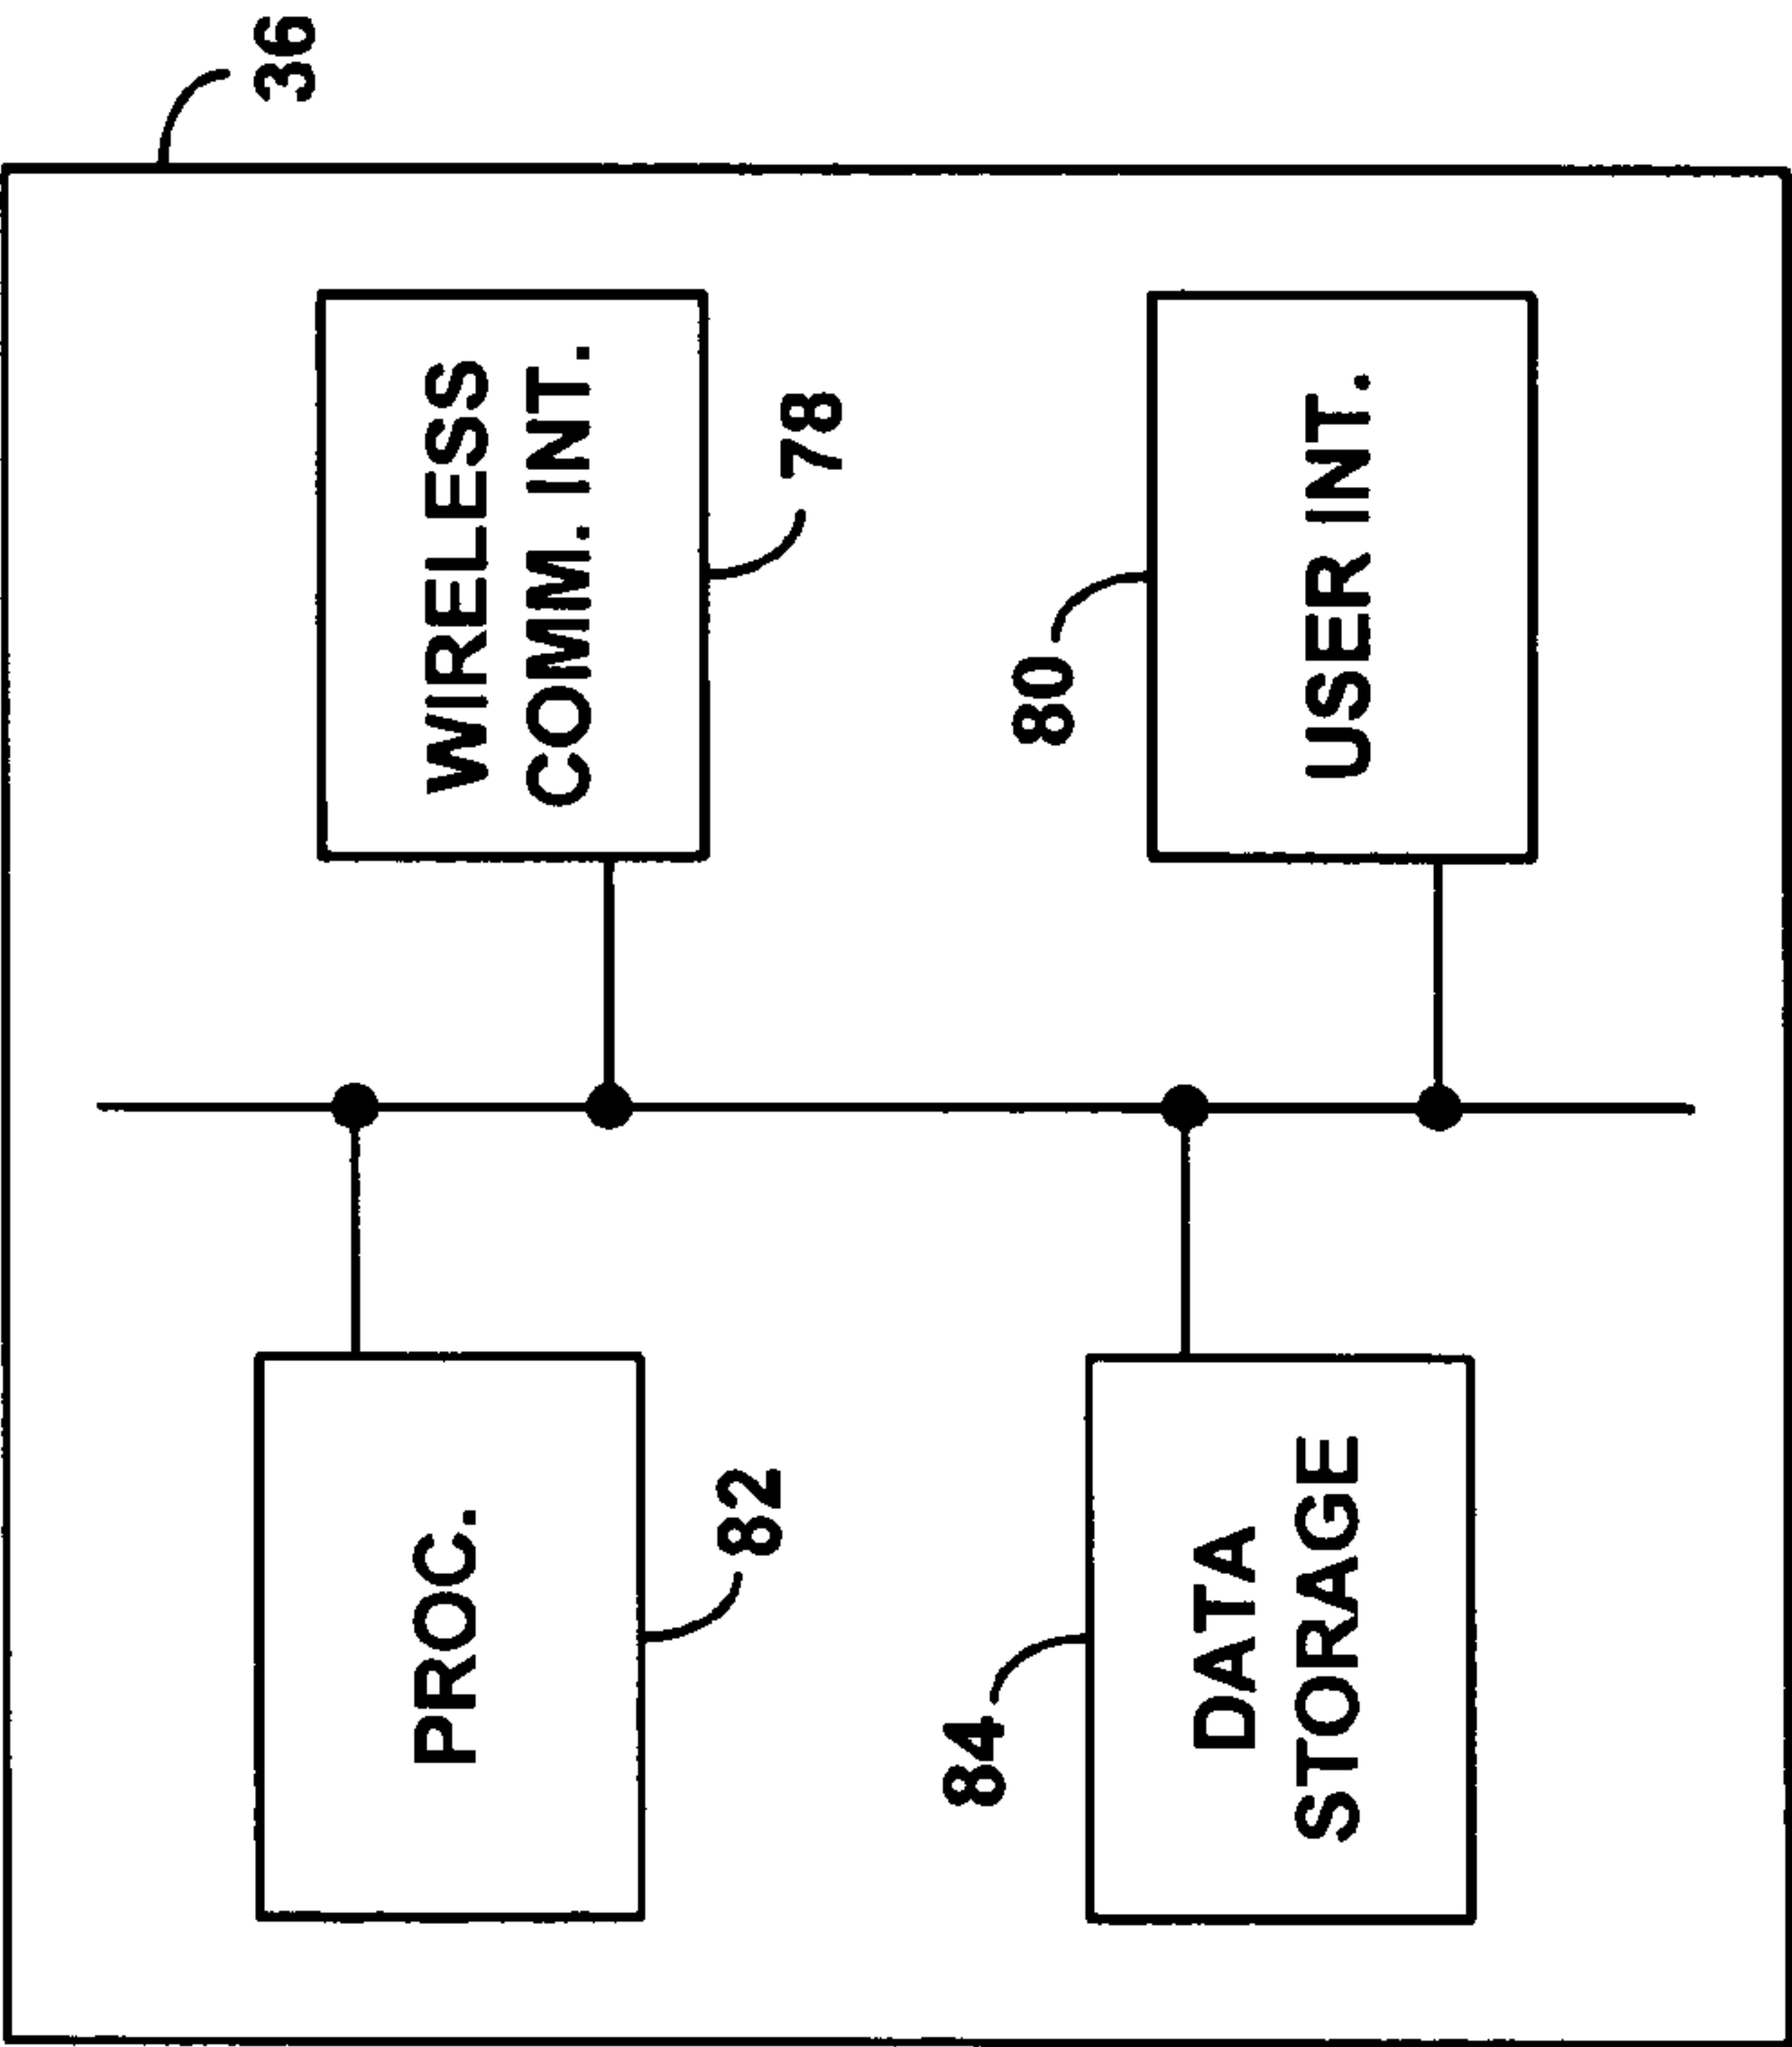 36
WIRELESS
COMM. INT.
78
PROC.
82
80
USER INT.
84
DATA
STORAGE